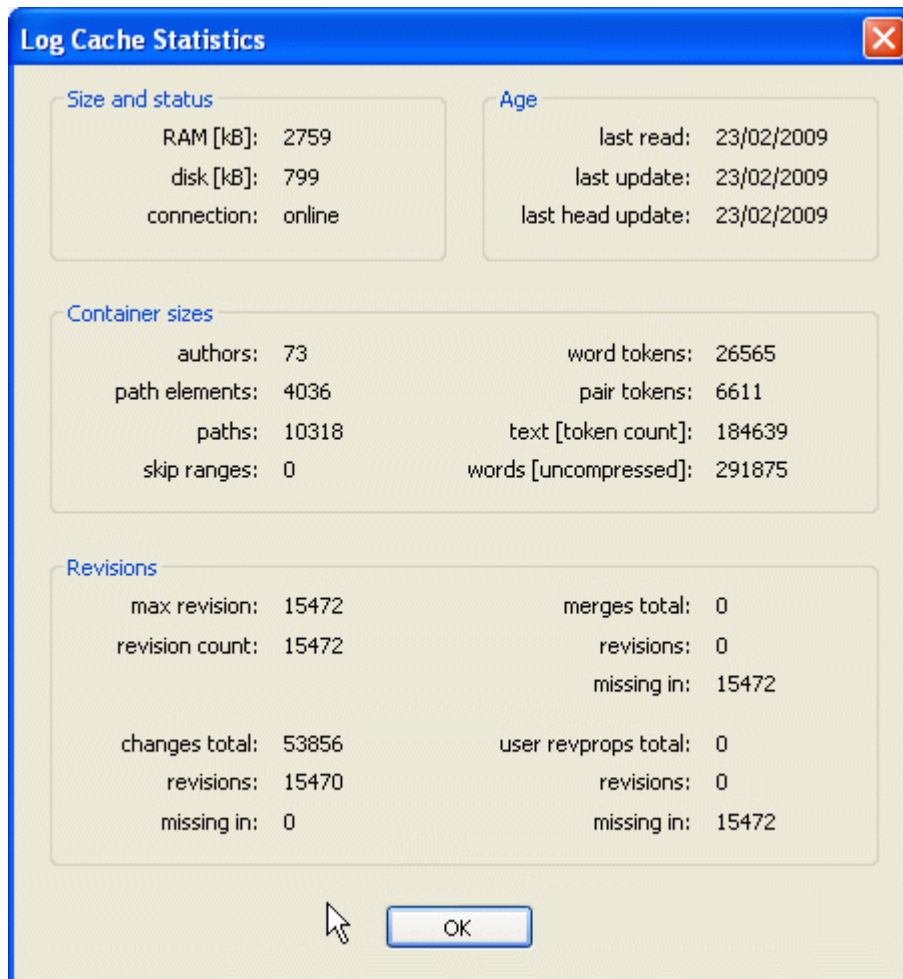 Log Cache Statistics
Size and status
RAM [kB]: 2759
disk [kB]: 799
connection: online
Age
last read: 23/02/2009
last update: 23/02/2009
last head update: 23/02/2009
Container sizes
authors: 73
path elements: 4036
paths: 10318
skip ranges: 0
word tokens: 26565
pair tokens: 6611
text [token count]: 184639
words [uncompressed]: 291875
Revisions
max revision: 15472
revision count: 15472
merges total: 0
revisions: 0
missing in: 15472
changes total: 53856
revisions: 15470
missing in: 0
user revprops total: 0
revisions: 0
missing in: 15472
OK